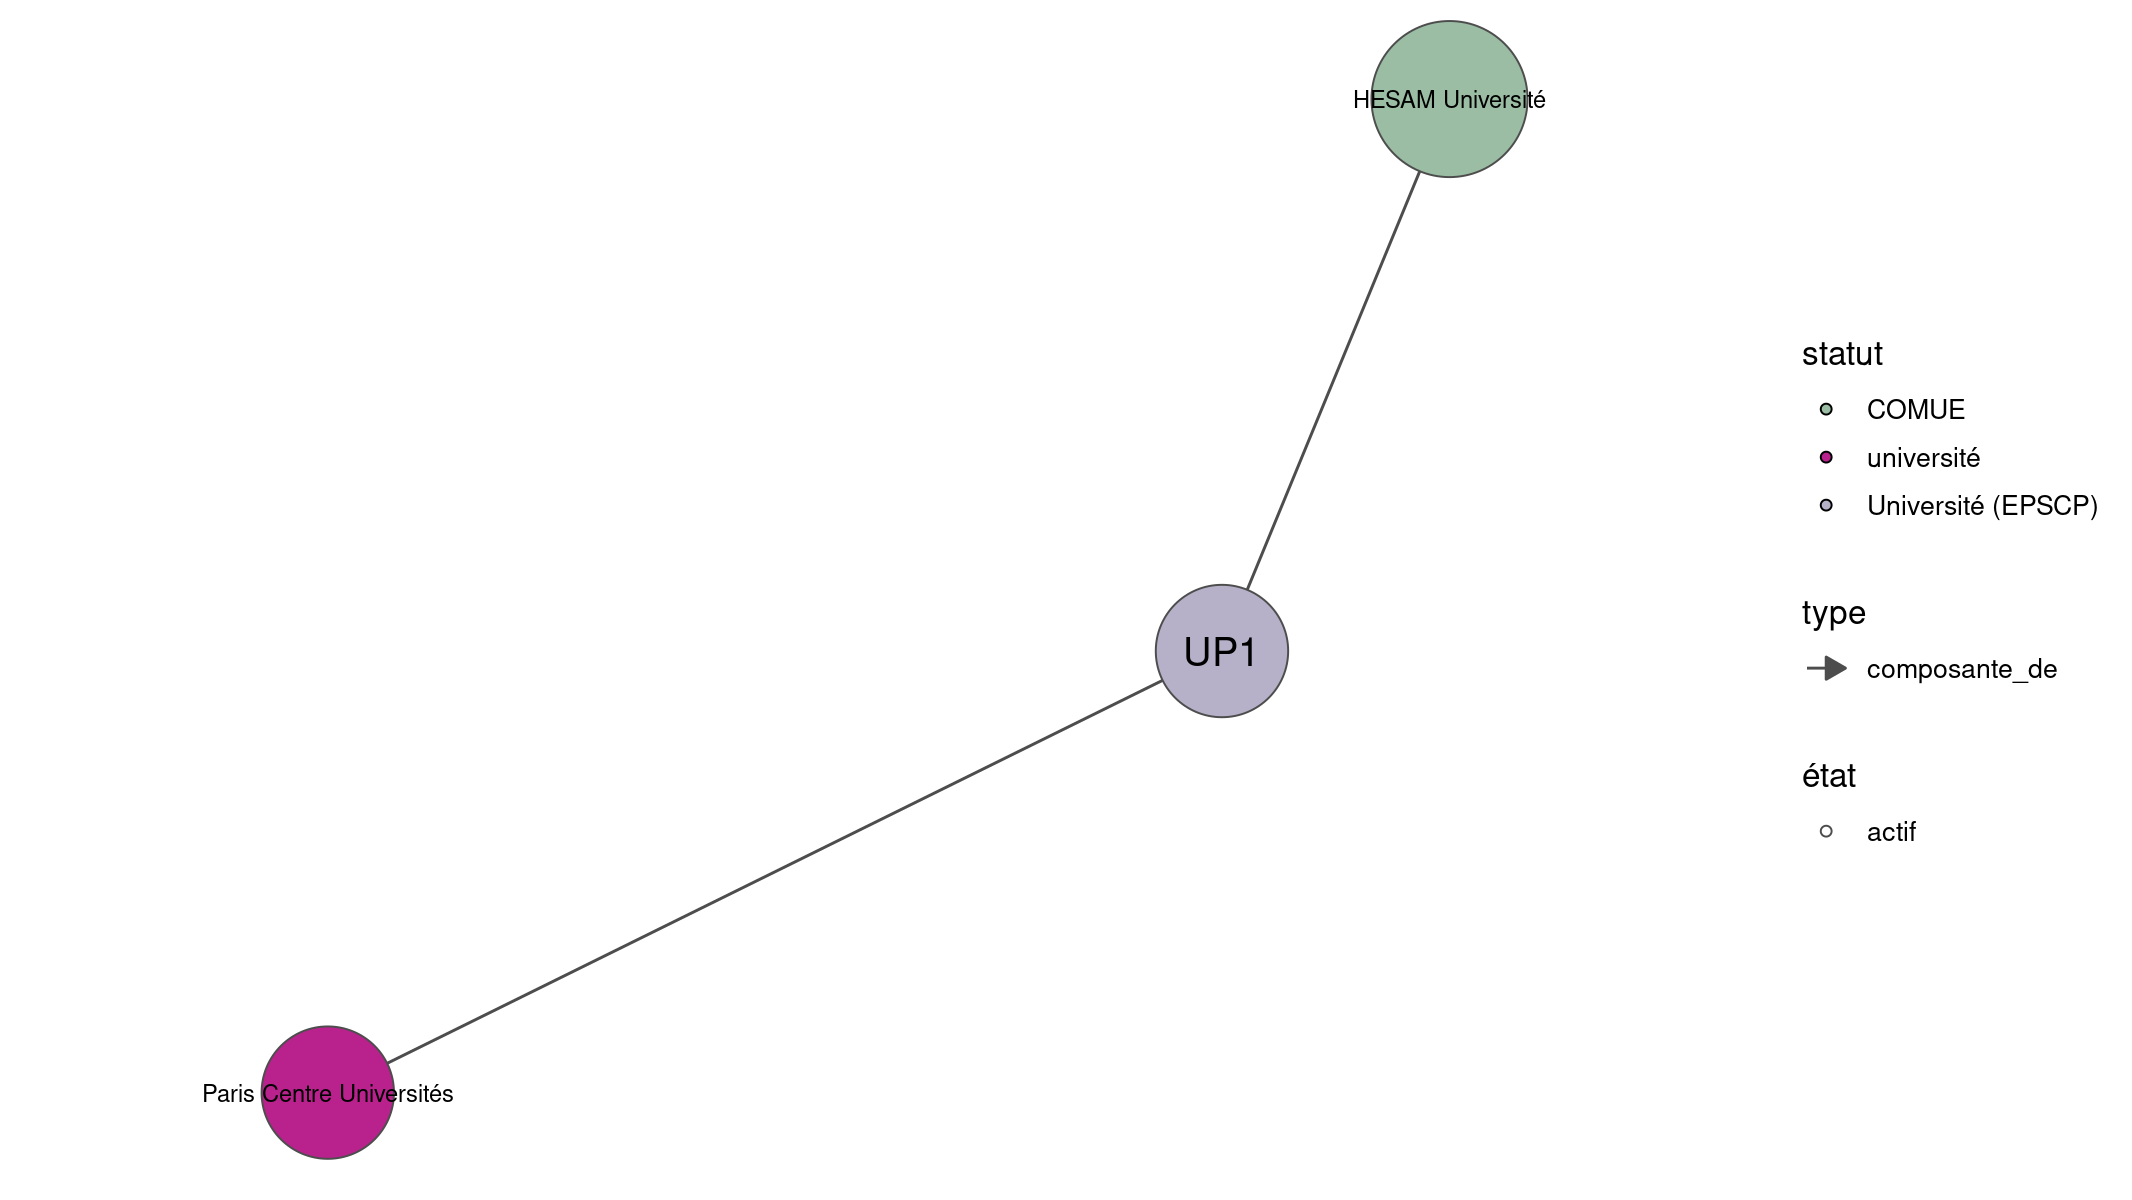 HESAM Université
UP1
Paris Centre Universités
statut
COMUE
université
Université (EPSCP)
type
composante_de
état
actif